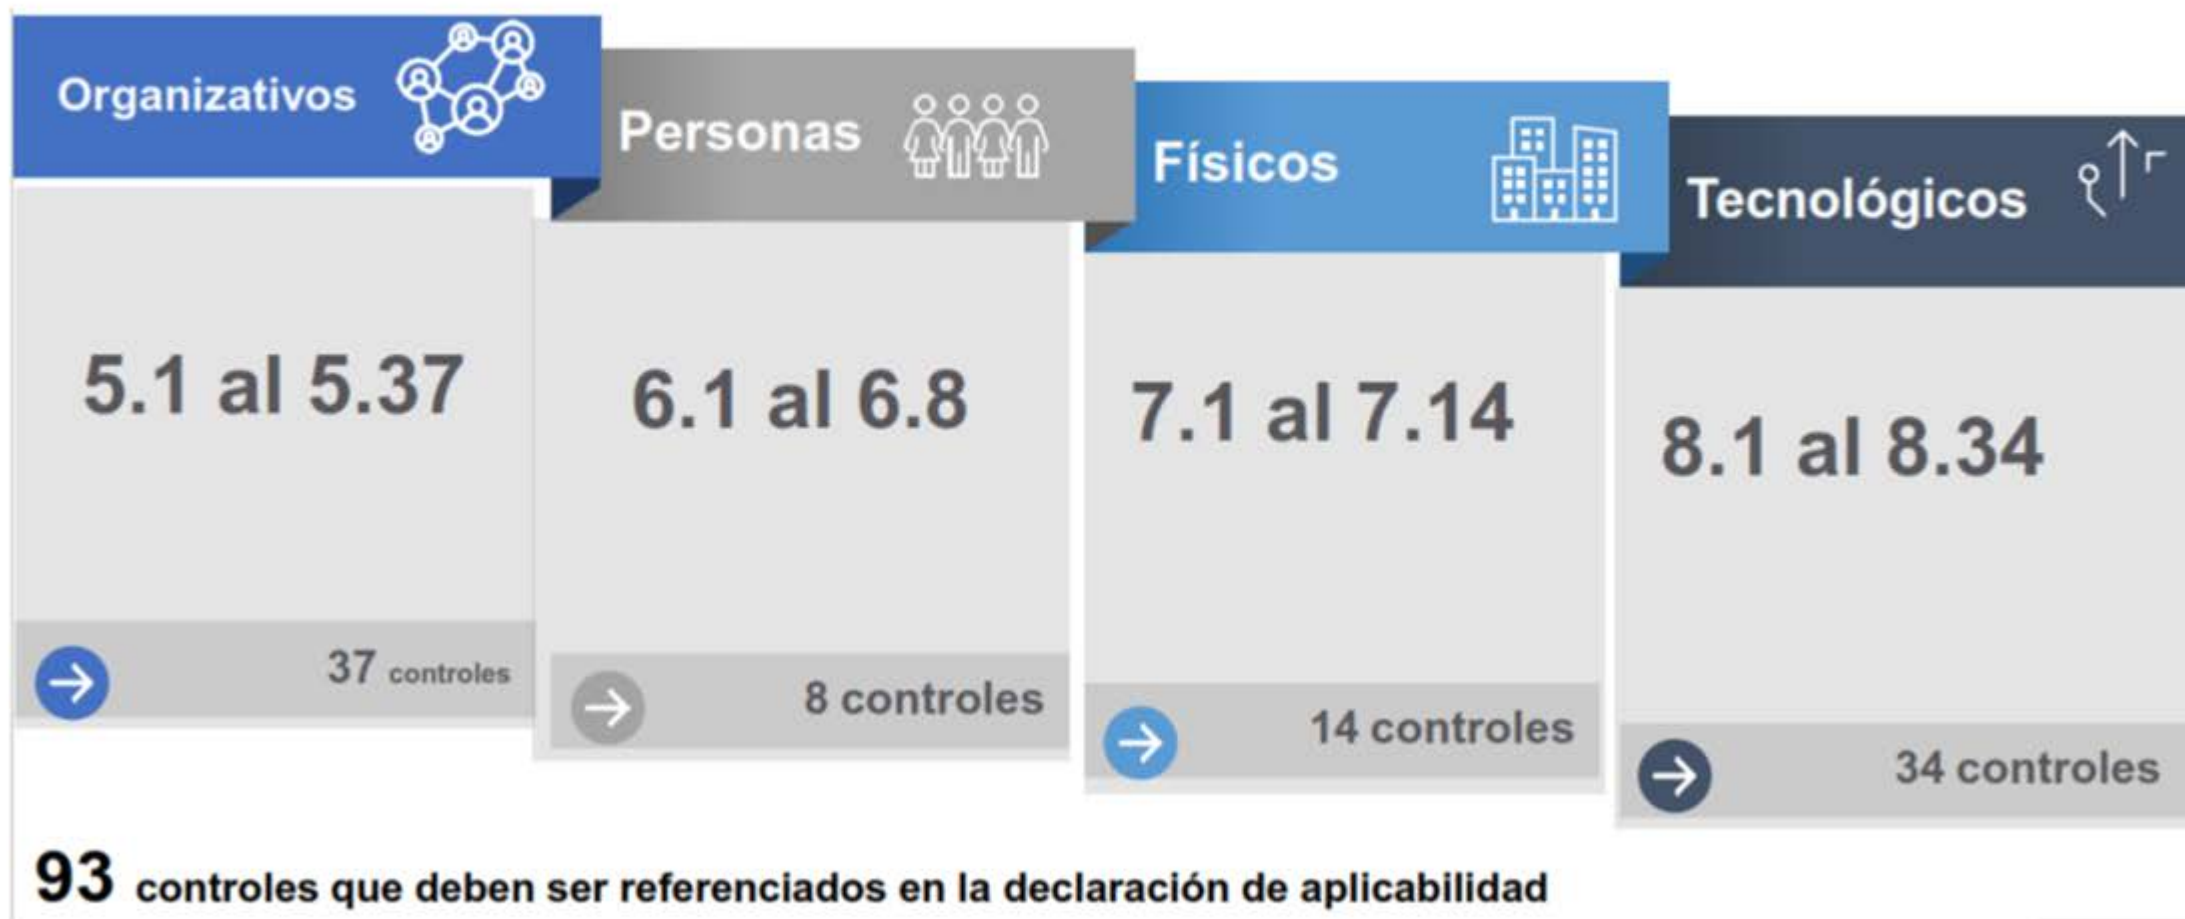 Organizativos
Personas
Físicos
Tecnológicos
5.1 al 5.37
6.1 al 6.8
7.1 al 7.14
8.1 al 8.34
37 controles
8 controles
14 controles
34 controles
93 controles que deben ser referenciados en la declaración de aplicabilidad